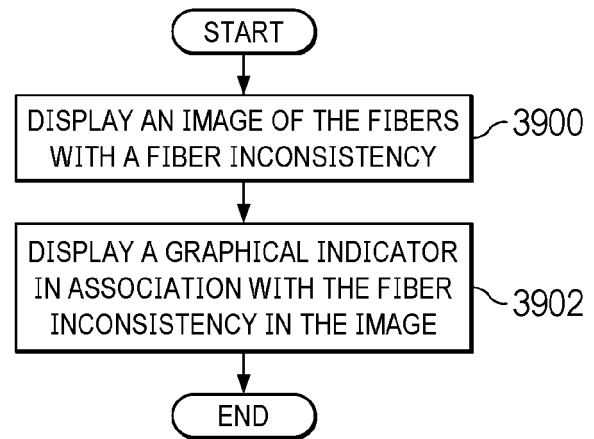 START
DISPLAY AN IMAGE OF THE FIBERS
WITH A FIBER INCONSISTENCY
3900
DISPLAY A GRAPHICAL INDICATOR
IN ASSOCIATION WITH THE FIBER
INCONSISTENCY IN THE IMAGE
3902
END